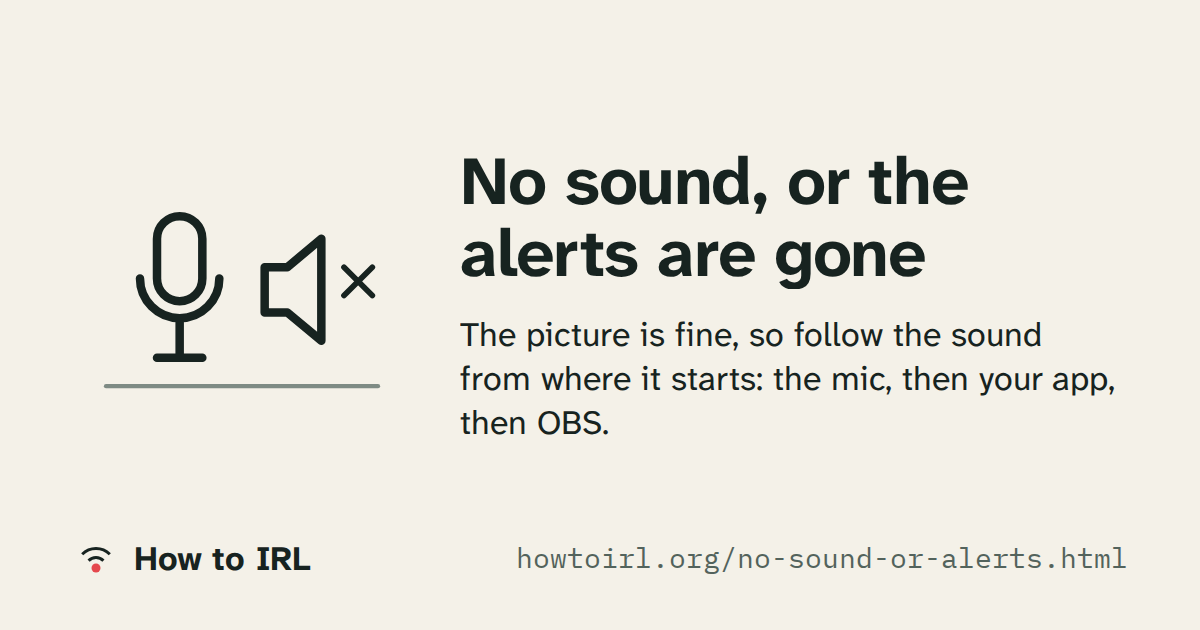 No sound, or the
alerts are gone
The picture is fine, so follow the sound
from where it starts: the mic, then your app,
then OBS.
How to IRL
howtoirl.org/no-sound-or-alerts.html